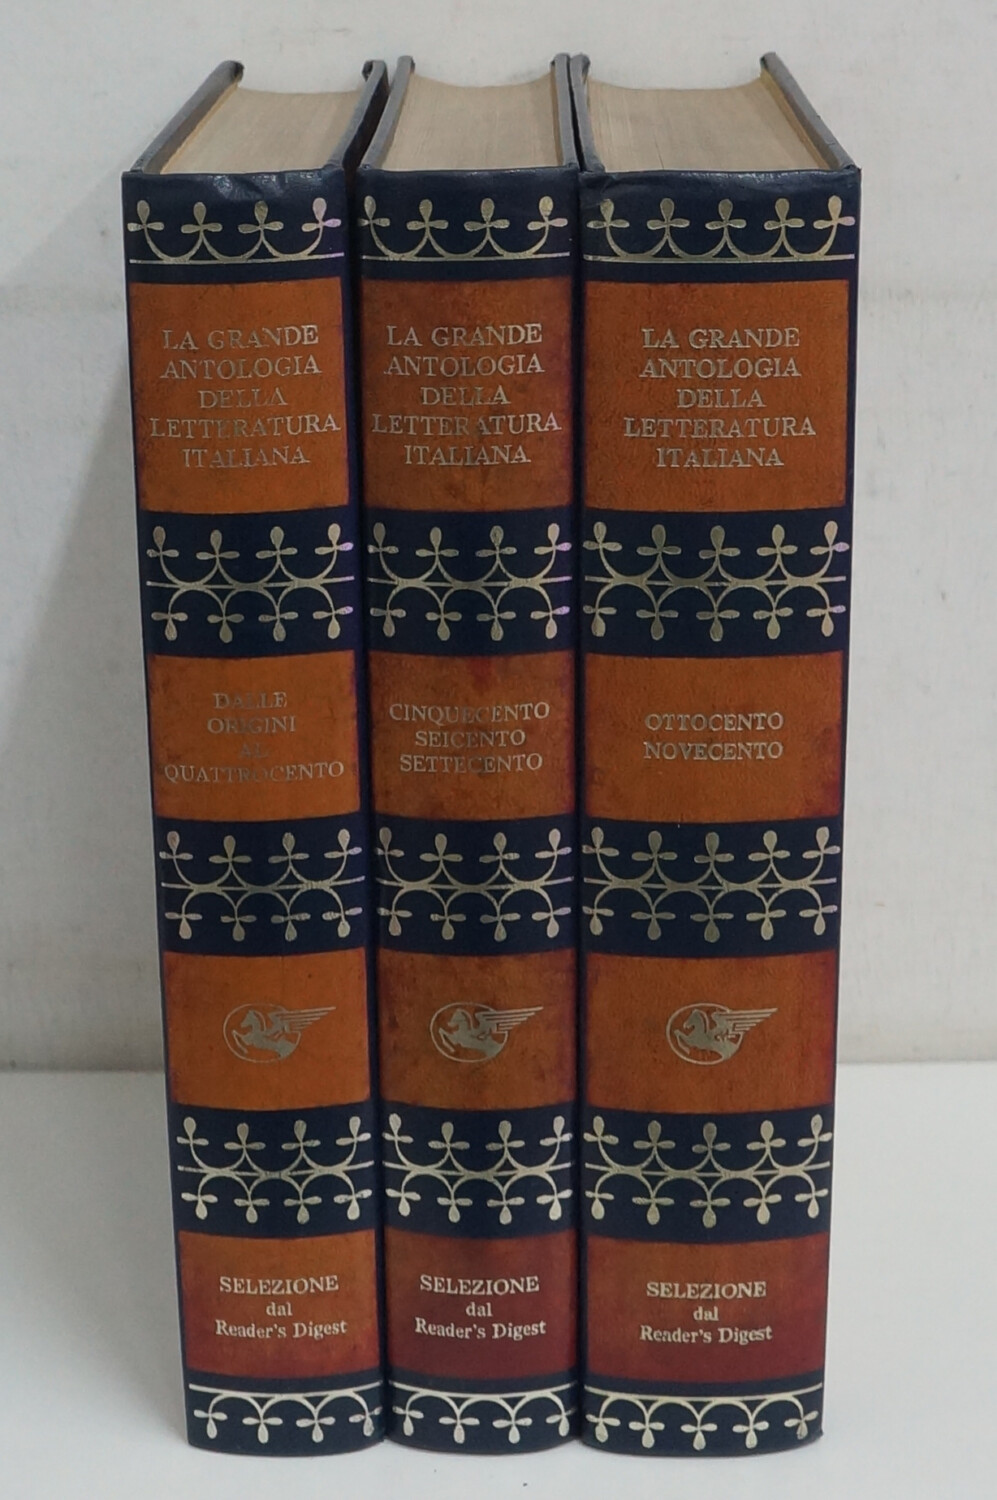 LA GRANDE
ANTOLOGIA
DELLA
LETTERATURA
ITALIANA
DALLE
ORIGINI
AL
QUATTROCENTO
SELEZIONE
dal
Reader's Digest
LA GRANDE
ANTOLOGIA
DELLA
LETTERATURA
ITALIANA
CINQUECENTO
SEICENTO
SETTECENTO
SELEZIONE
dal
Reader's Digest
LA GRANDE
ANTOLOGIA
DELLA
LETTERATURA
ITALIANA
OTTOCENTO
NOVECENTO
SELEZIONE
dal
Reader's Digest